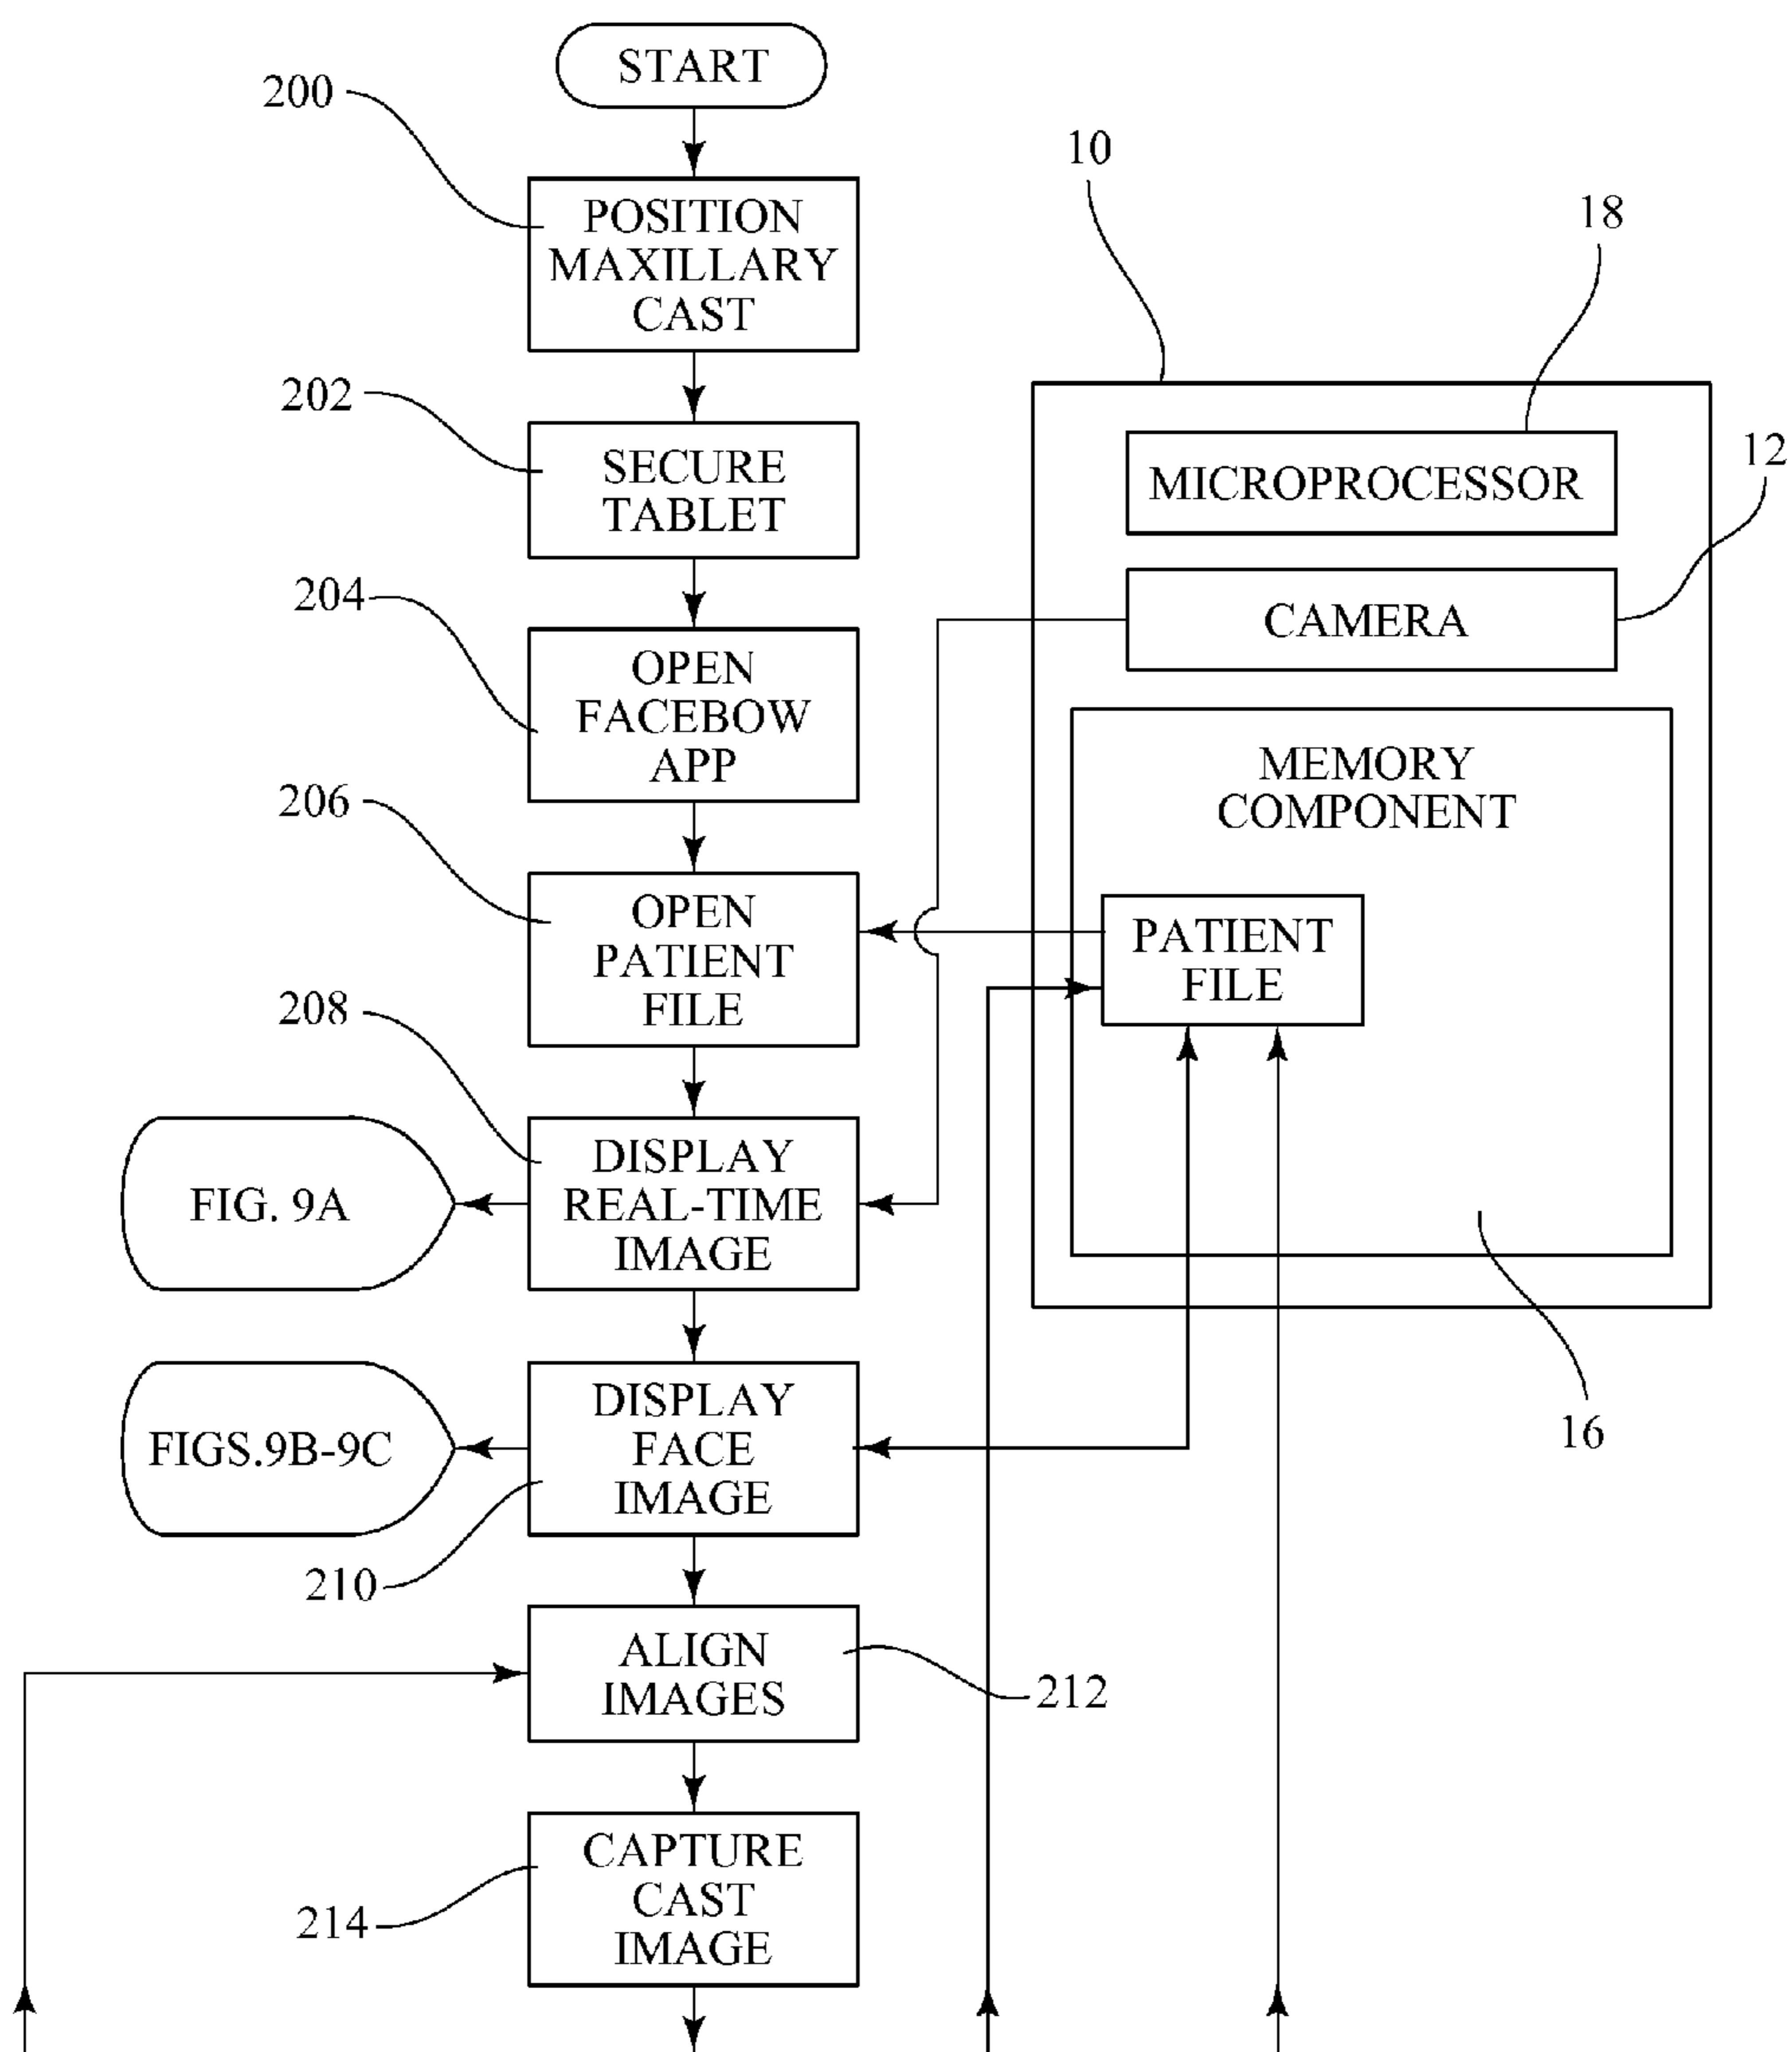 START
200
10
POSITION
MAXILLARY
CAST
18
202
SECURE
TABLET
MICROPROCESSOR
12
204
CAMERA
OPEN
FACEBOW
APP
MEMORY
COMPONENT
206
OPEN
PATIENT
FILE
PATIENT
FILE
208
DISPLAY
REAL-TIME
IMAGE
FIG. 9A
DISPLAY
FACE
IMAGE
FIGS.9B-9C
16
210
ALIGN
IMAGES
212
CAPTURE
CAST
IMAGE
214